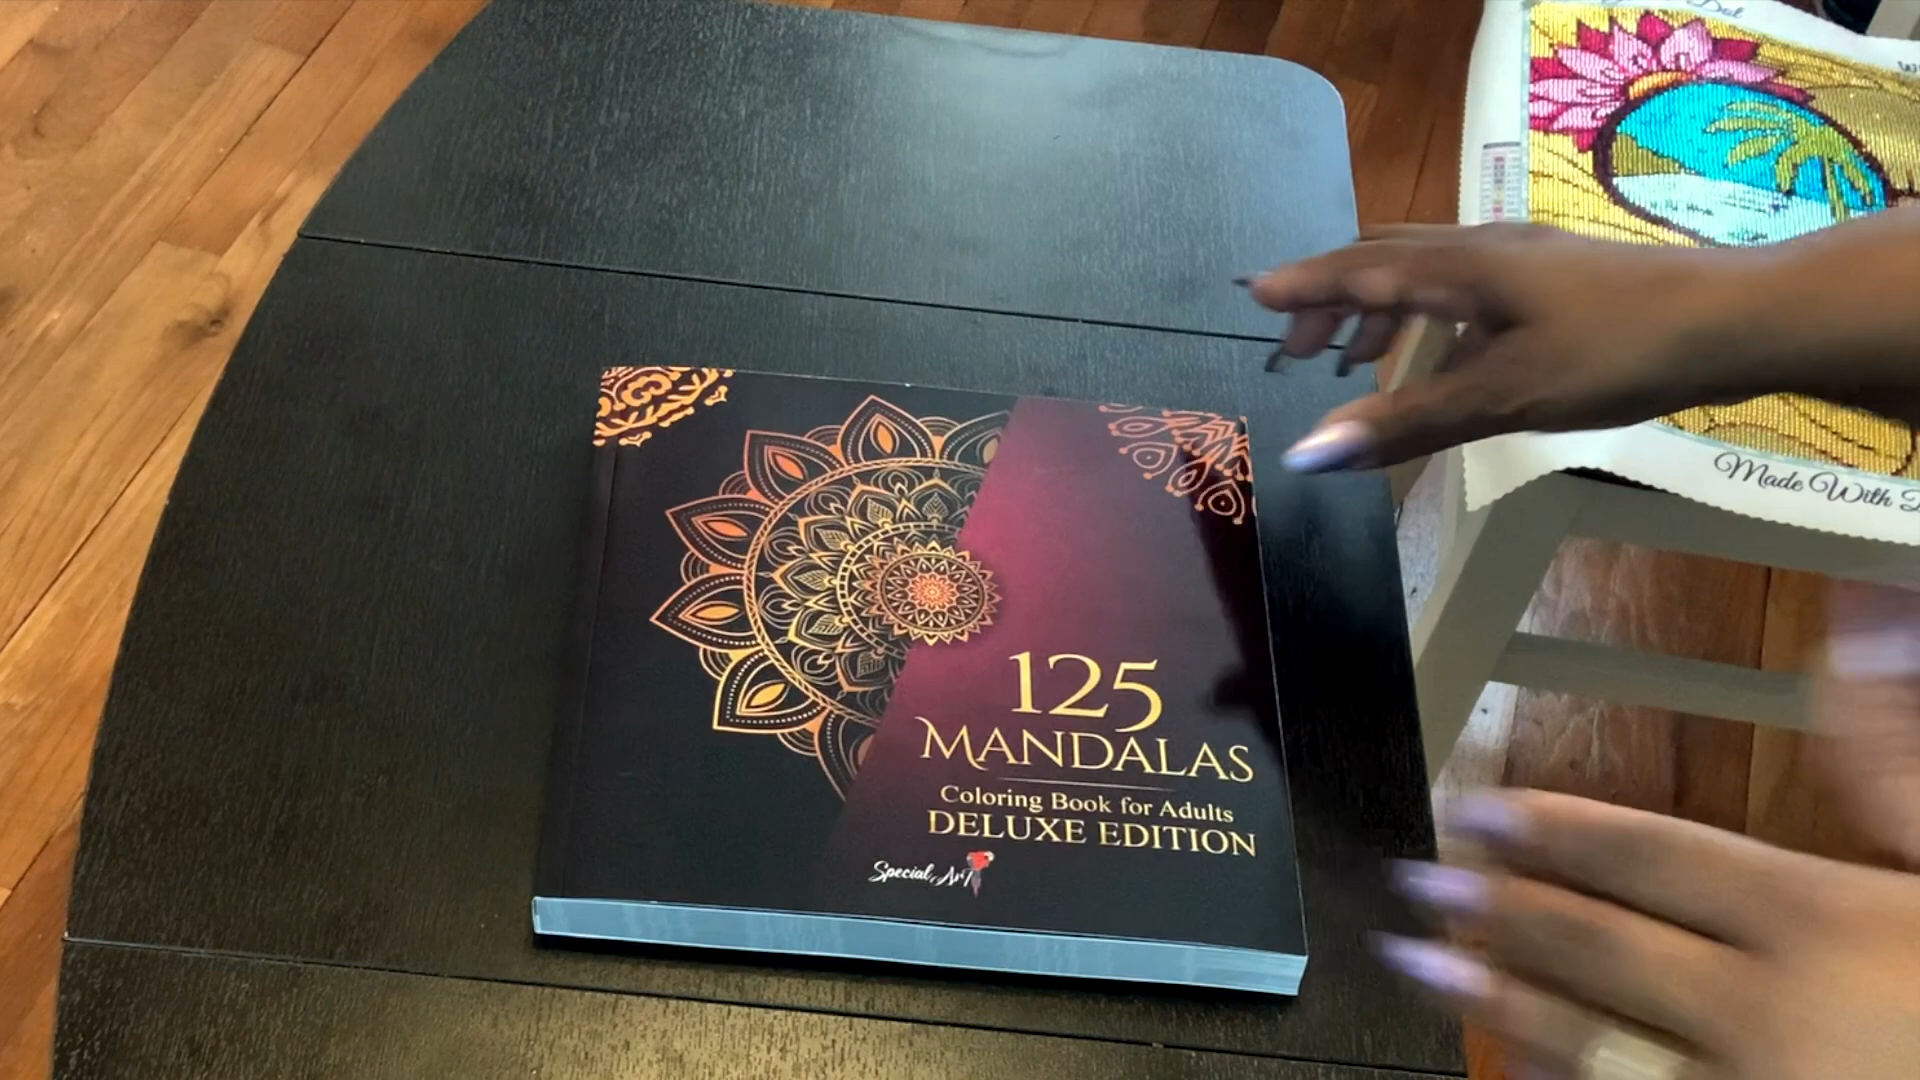 125
MANDALAS
Coloring Book for Adults
DELUXE EDITION
Special Art
Made With